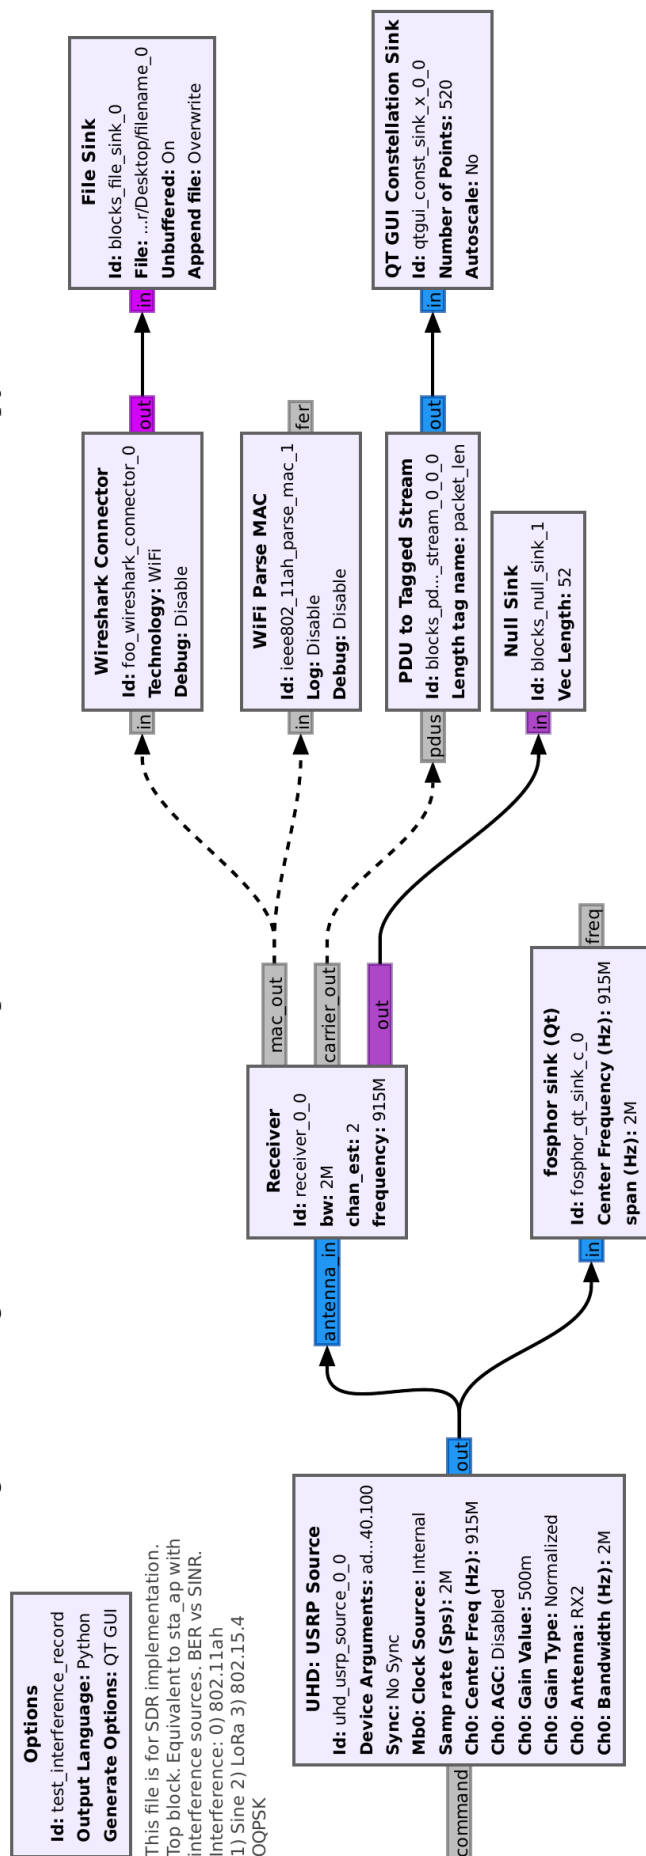 Options
Id: test_interference_record
Output Language: Python
Generate Options: QT GUI
This file is for SDR implementation.
Top block. Equivalent to sta_ap with
interference sources. BER vs SINR.
Interference: 0) 802.11ah
1) Sine 2) LoRa 3) 802.15.4
OQPSK
command
UHD: USRP Source
Id: uhd_usrp_source_0_0
Device Arguments: ad...40.100
Sync: No Sync
Mb0: Clock Source: Internal
Samp rate (Sps): 2M
Ch0: Center Freq (Hz): 915M
Ch0: AGC: Disabled
Ch0: Gain Value: 500m
Ch0: Gain Type: Normalized
Ch0: Antenna: RX2
Ch0: Bandwidth (Hz): 2M
out
antenna_in
Receiver
Id: receiver_0_0
bw: 2M
chan_est: 2
frequency: 915M
mac_out
carrier_out
out
in
fosphor sink (Qt)
Id: fosphor_qt_sink_c_0
Center Frequency (Hz): 915M
span (Hz): 2M
freq
in
Wireshark Connector
Id: foo_wireshark_connector_0
Technology: WiFi
Debug: Disable
out
in
File Sink
Id: blocks_file_sink_0
File: ...r/Desktop/filename_0
Unbuffered: On
Append file: Overwrite
in
WiFi Parse MAC
Id: ieee802_11ah_parse_mac_1
Log: Disable
Debug: Disable
fer
pdus
PDU to Tagged Stream
Id: blocks_pd..._stream_0_0_0
Length tag name: packet_len
out
in
QT GUI Constellation Sink
Id: qtgui_const_sink_x_0_0
Number of Points: 520
Autoscale: No
in
Null Sink
Id: blocks_null_sink_1
Vec Length: 52